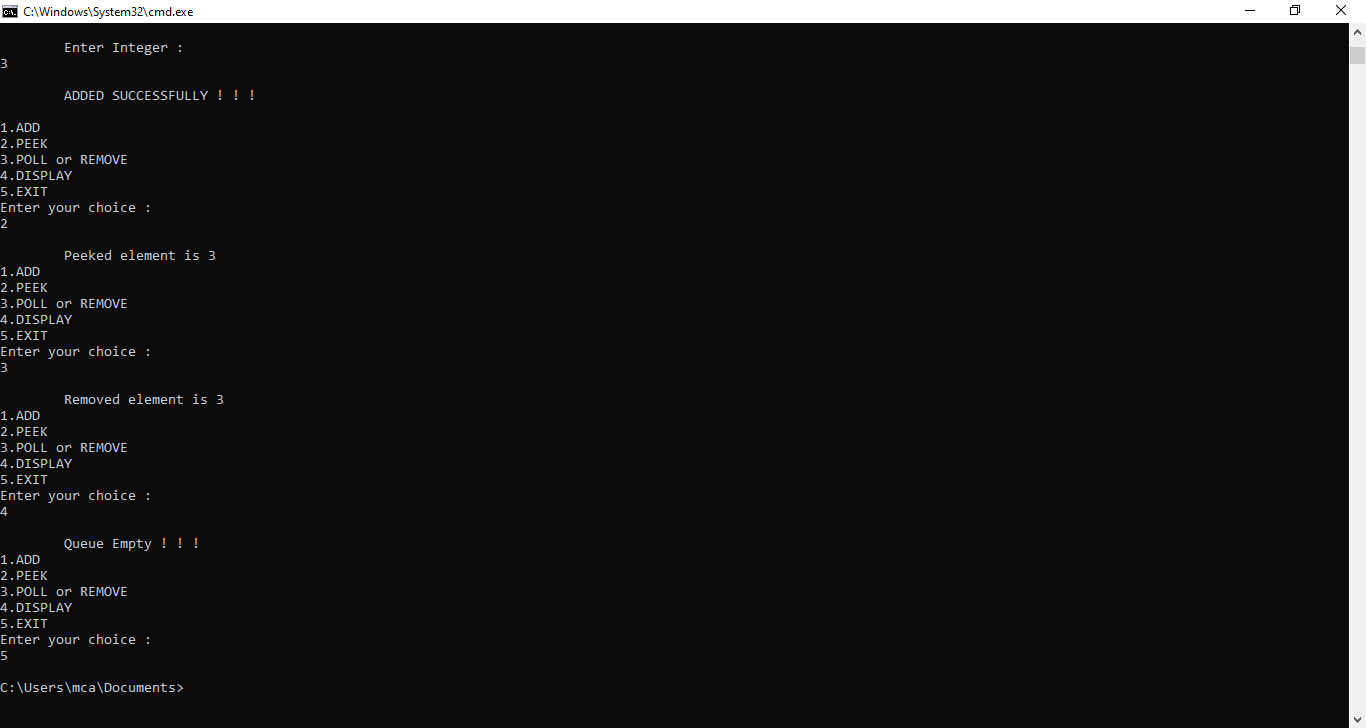 C:\Windows\System32\cmd.exe
Enter Integer :
3
ADDED SUCCESSFULLY ! ! !
1.ADD
2.PEEK
3.POLL or REMOVE
4.DISPLAY
5.EXIT
Enter your choice :
2
Peeked element is 3
1.ADD
2.PEEK
3.POLL or REMOVE
4.DISPLAY
5.EXIT
Enter your choice :
3
Removed element is 3
1.ADD
2.PEEK
3.POLL or REMOVE
4.DISPLAY
5.EXIT
Enter your choice :
4
Queue Empty ! ! !
1.ADD
2.PEEK
3.POLL or REMOVE
4.DISPLAY
5.EXIT
Enter your choice :
5
C:\Users\mca\Documents>